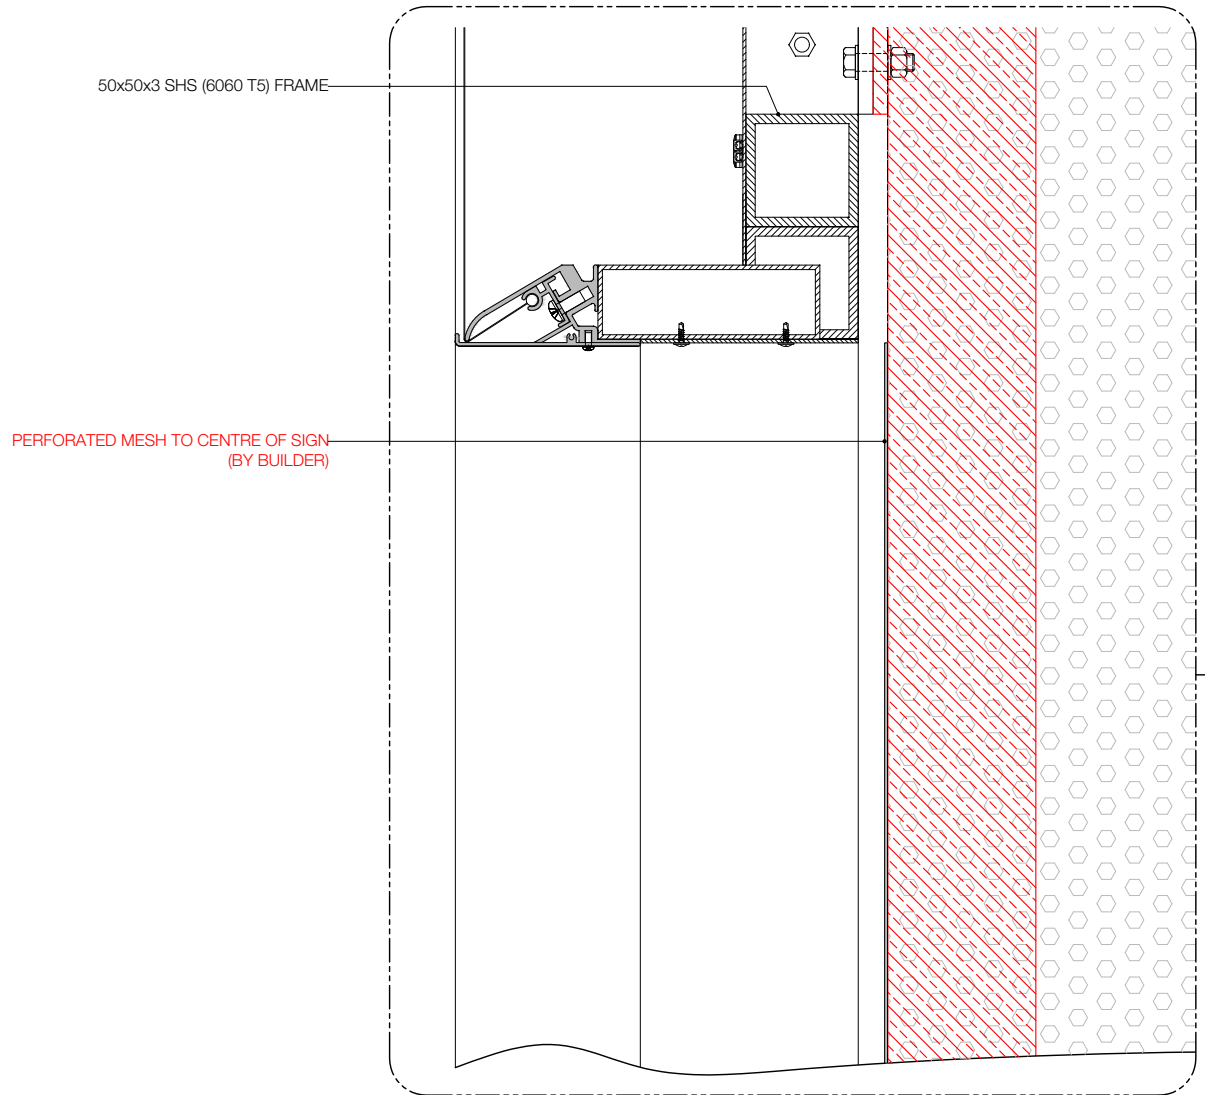 50x50x3 SHS (6060 T5) FRAME
PERFORATED MESH TO CENTRE OF SIGN
(BY BUILDER)